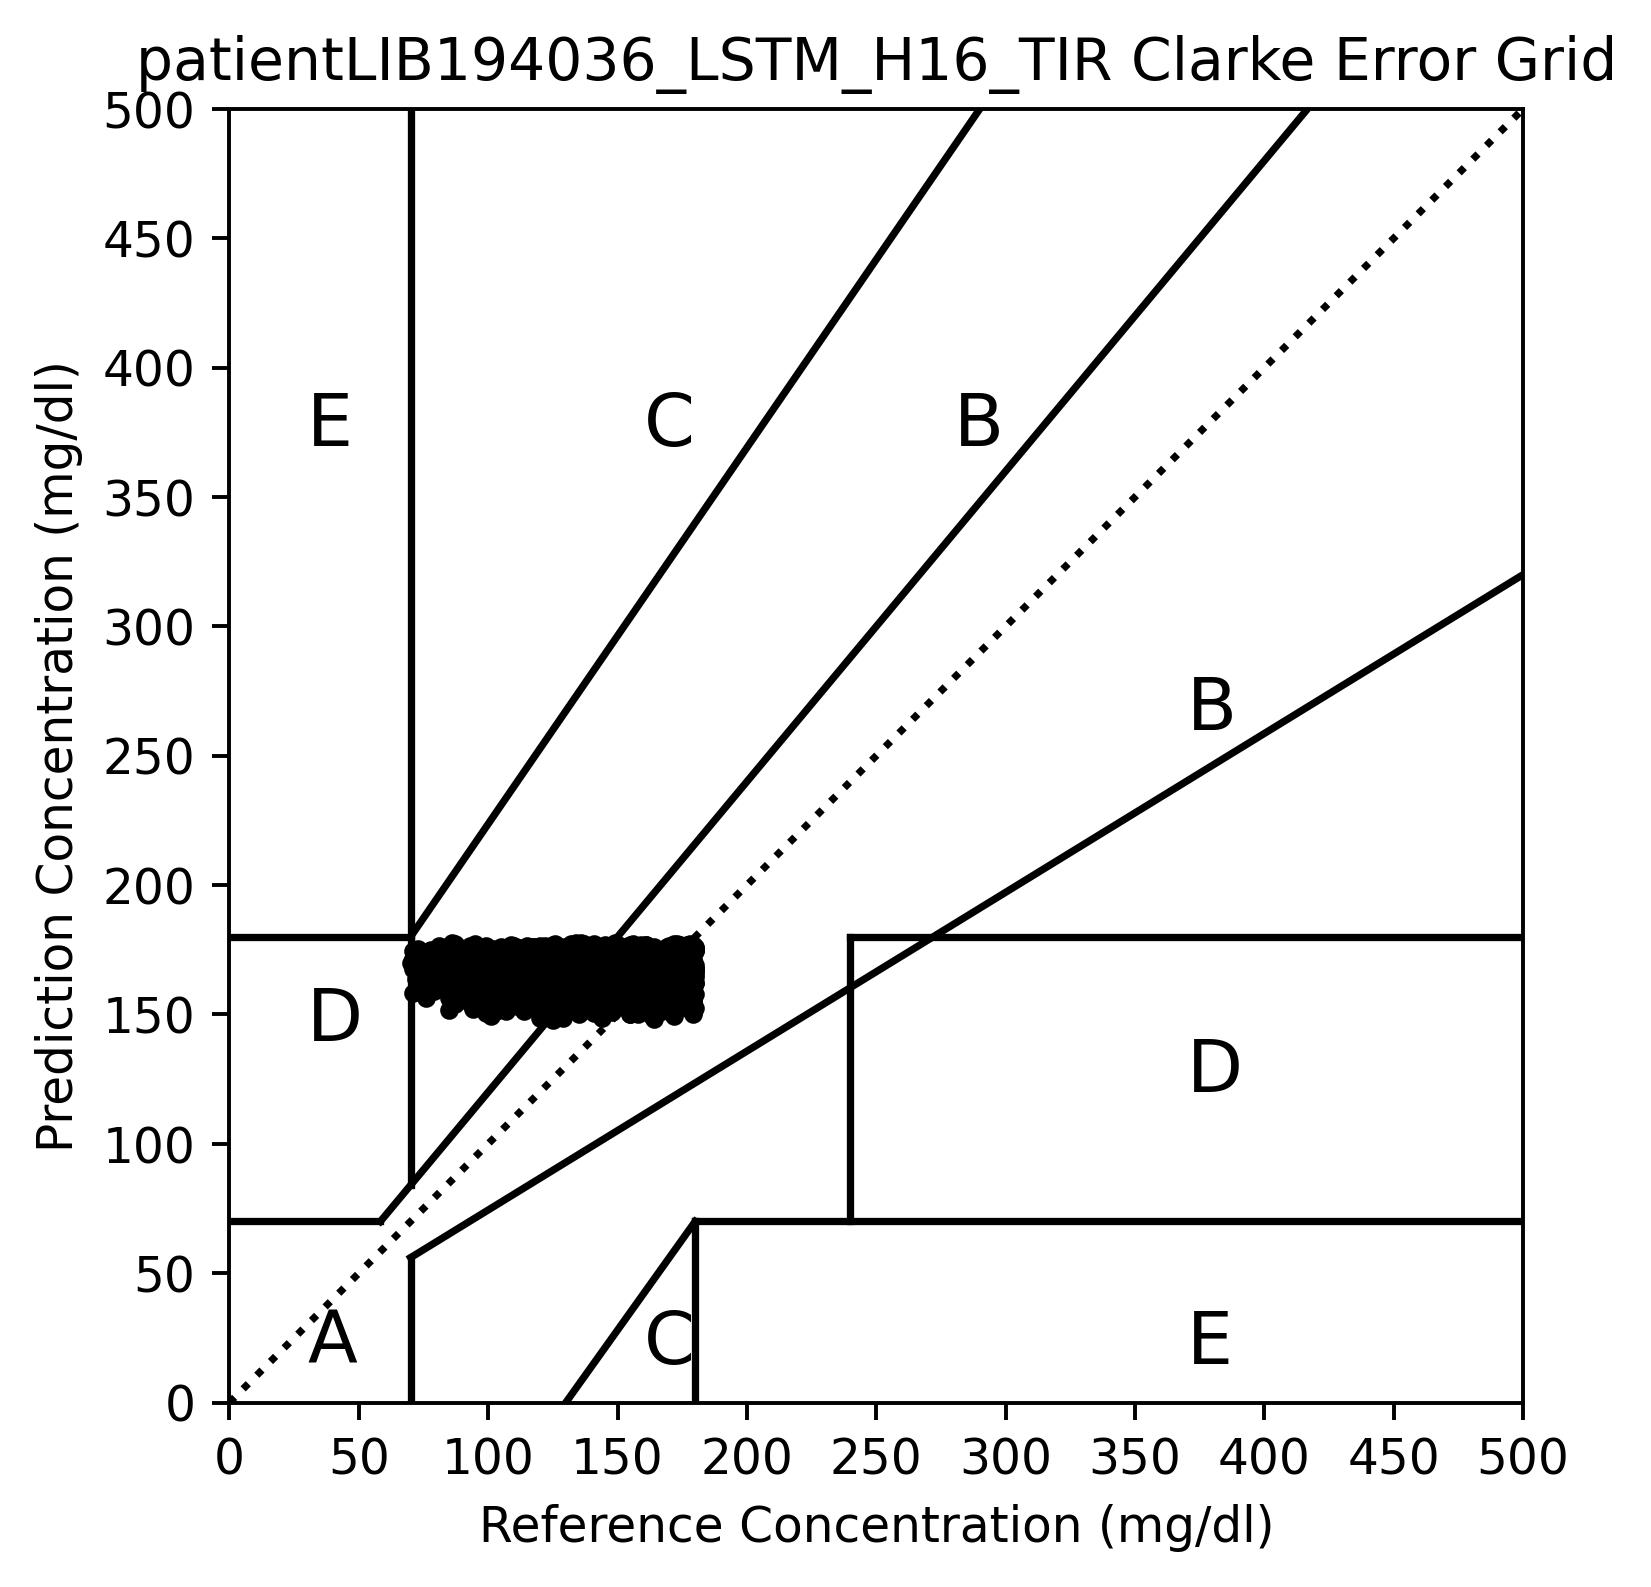 patientLIB194036_LSTM_H16_TIR Clarke Error Grid
500
450
400
350
300
250
200
150
100
50
0
Prediction Concentration (mg/dl)
E
C
B
B
D
D
A
C
E
0 50 100 150 200 250 300 350 400 450 500
Reference Concentration (mg/dl)